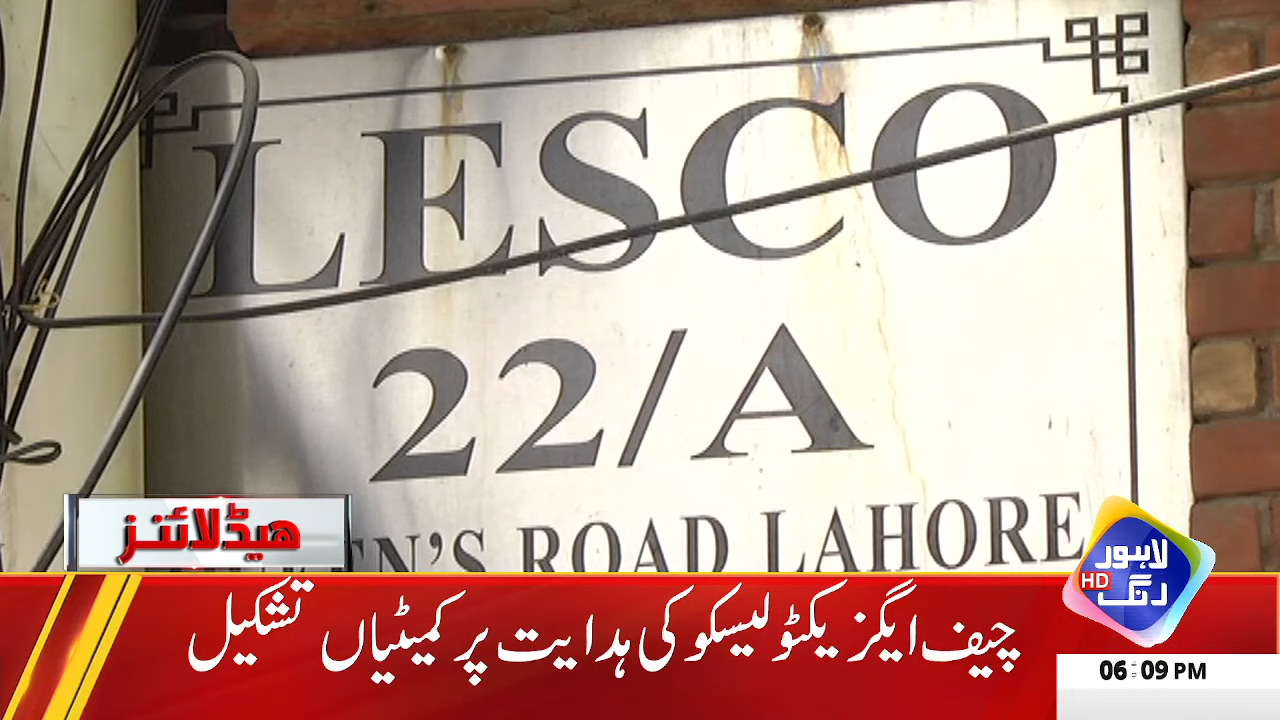 LESCO
22/A
EN'S ROAD LAHORE
ہیڈلائنز
لاہور
رنگ
HD
چیف ایگزیکٹو لیسکو کی ہدایت پر کمیٹیاں تشکیل
06:09 PM